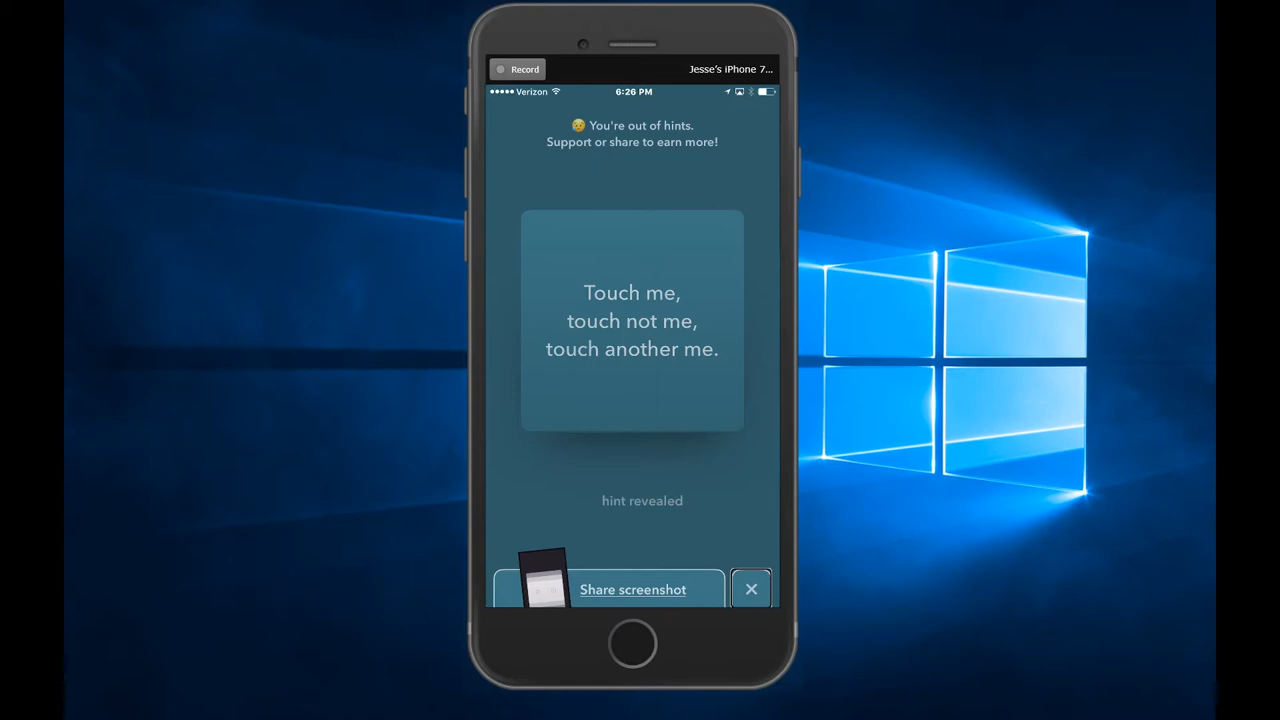 Record
Jesse's iPhone 7...
Verizon
6:26 PM
You're out of hints.
Support or share to earn more!
Touch me,
touch not me,
touch another me.
hint revealed
Share screenshot